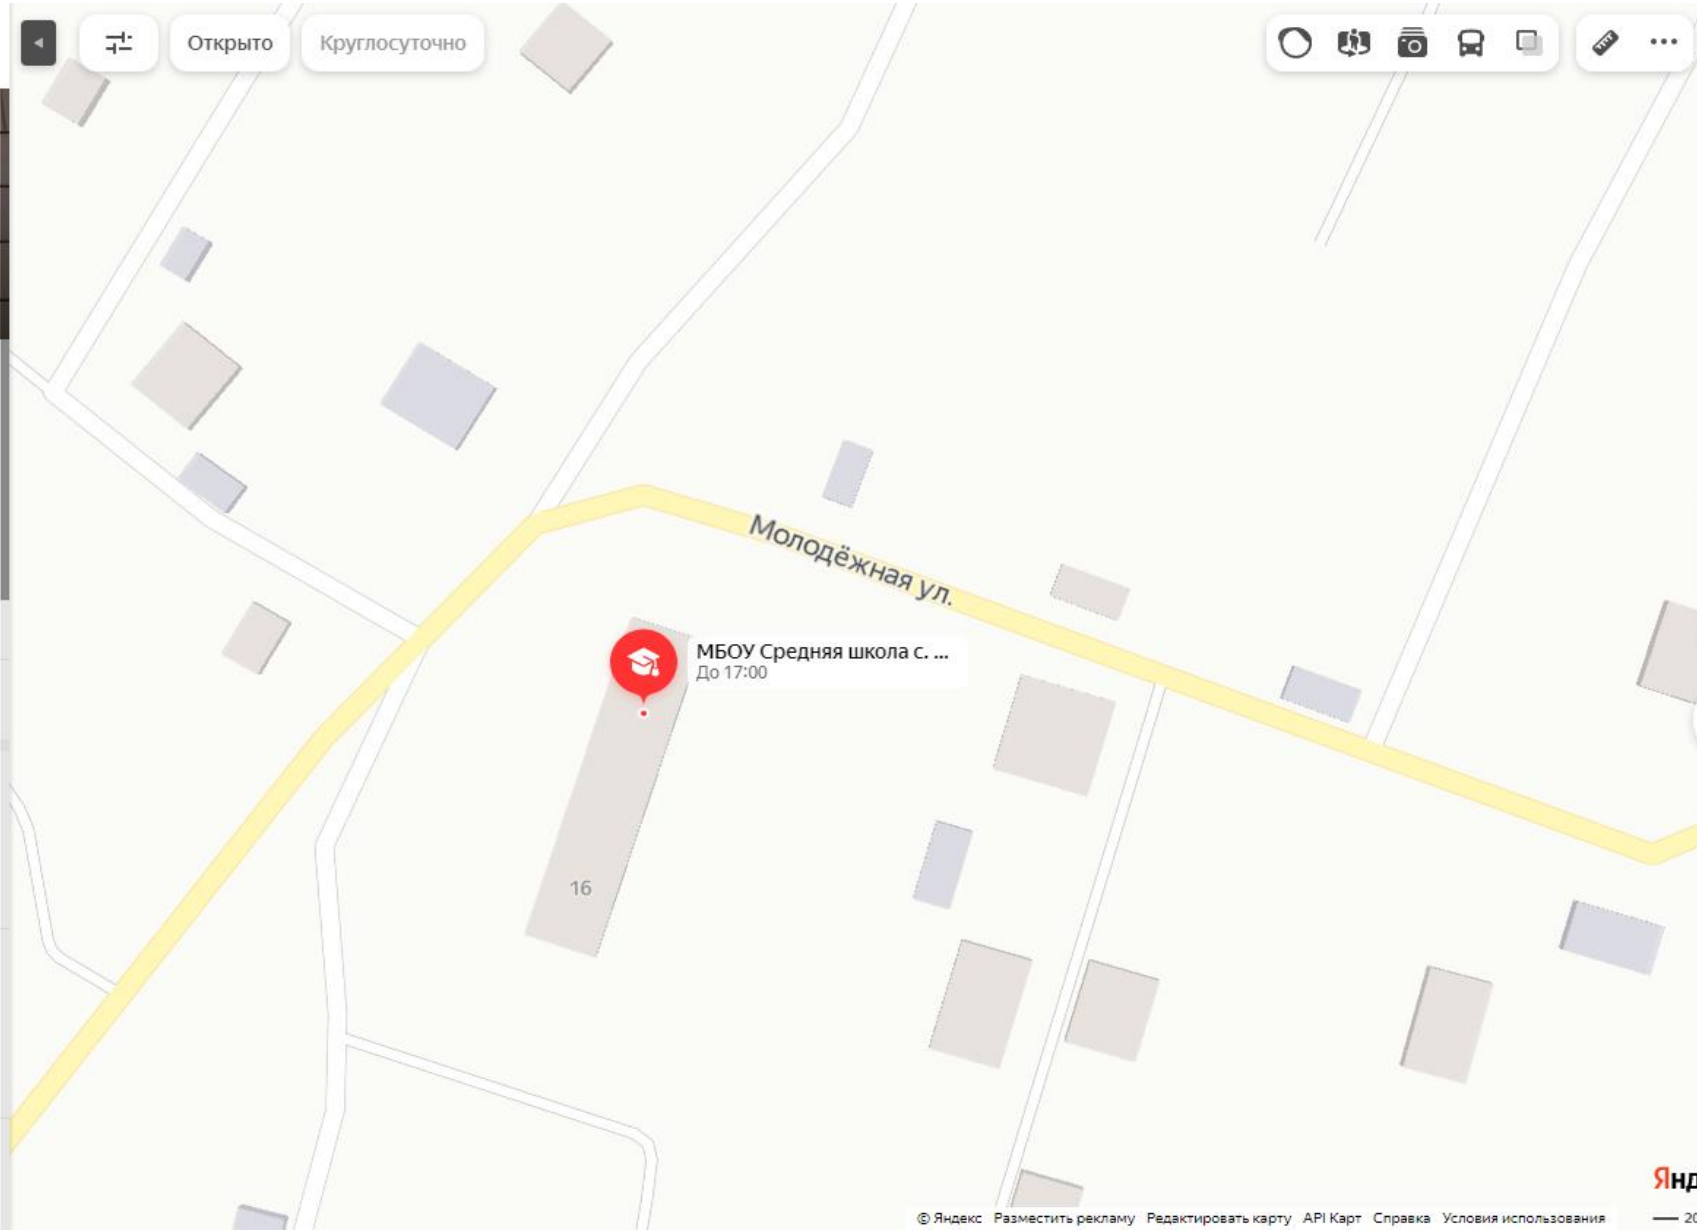 Открыто
Круглосуточно
Молодёжная ул.
МБОУ Средняя школа с. ...
До 17:00
16
© Яндекс Разместить рекламу Редактировать карту API Карт Справка Условия использования